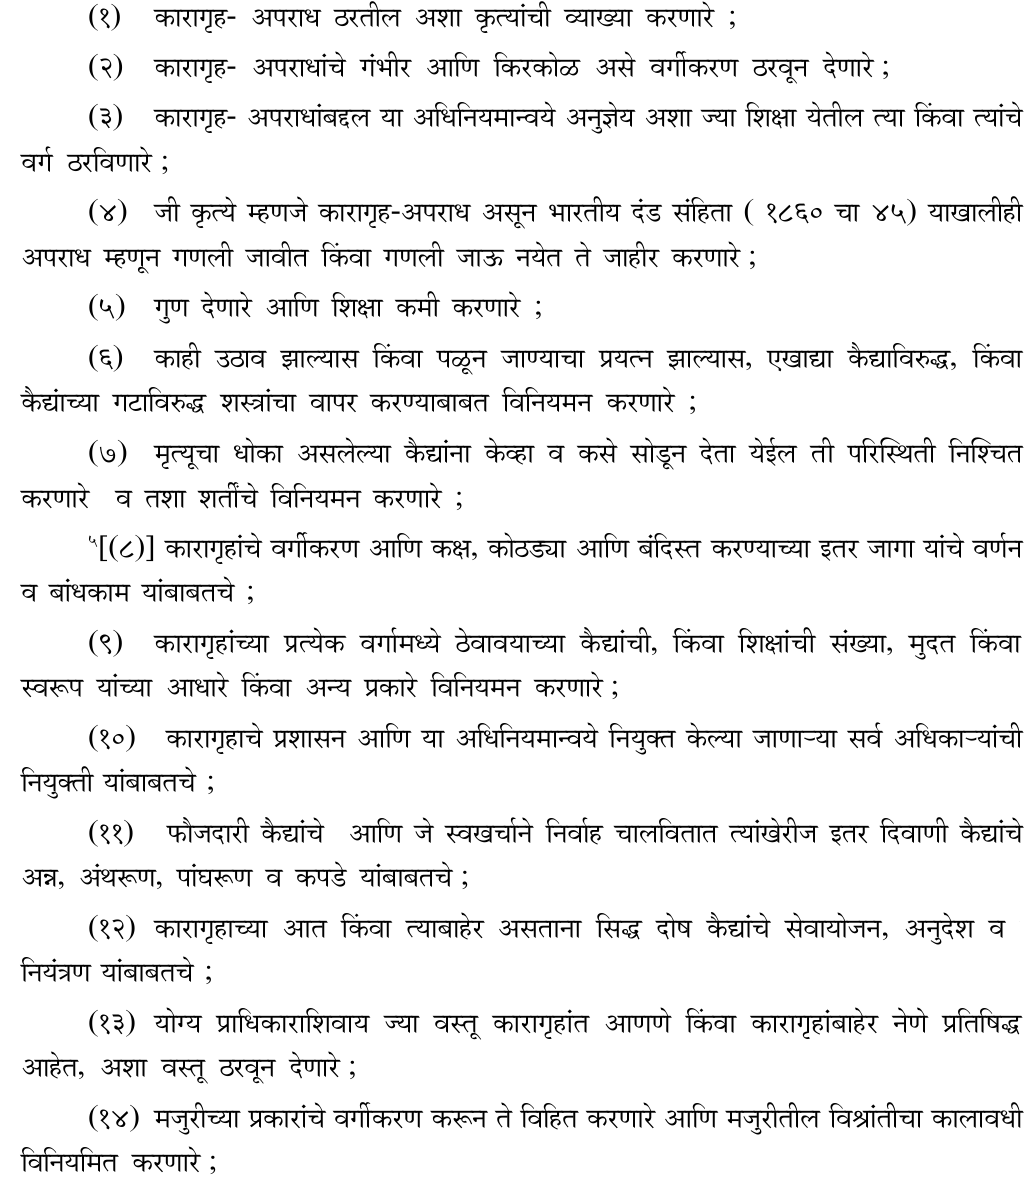 (१) कारागृह- अपराध ठरतील अशा कृत्यांची व्याख्या करणारे ;
(२) कारागृह- अपराधांचे गंभीर आणि किरकोळ असे वर्गीकरण ठरवून देणारे ;
(३) कारागृह- अपराधांबद्दल या अधिनियमान्वये अनुज्ञेय अशा ज्या शिक्षा येतील त्या किंवा त्यांचे
वर्ग ठरविणारे ;
(४) जी कृत्ये म्हणजे कारागृह-अपराध असून भारतीय दंड संहिता ( १८६० चा ४५) याखालीही
अपराध म्हणून गणली जावीत किंवा गणली जाऊ नयेत ते जाहीर करणारे ;
(५) गुण देणारे आणि शिक्षा कमी करणारे ;
(६) काही उठाव झाल्यास किंवा पळून जाण्याचा प्रयत्न झाल्यास, एखाद्या कैद्याविरुद्ध, किंवा
कैद्यांच्या गटाविरुद्ध शस्त्रांचा वापर करण्याबाबत विनियमन करणारे ;
(७) मृत्यूचा धोका असलेल्या कैद्यांना केव्हा व कसे सोडून देता येईल ती परिस्थिती निश्चित
करणारे व तशा शर्तींचे विनियमन करणारे ;
५[(८)] कारागृहांचे वर्गीकरण आणि कक्ष, कोठड्या आणि बंदिस्त करण्याच्या इतर जागा यांचे वर्णन
व बांधकाम यांबाबतचे ;
(९) कारागृहांच्या प्रत्येक वर्गामध्ये ठेवावयाच्या कैद्यांची, किंवा शिक्षांची संख्या, मुदत किंवा
स्वरूप यांच्या आधारे किंवा अन्य प्रकारे विनियमन करणारे ;
(१०) कारागृहाचे प्रशासन आणि या अधिनियमान्वये नियुक्त केल्या जाणाऱ्या सर्व अधिकाऱ्यांची
नियुक्ती यांबाबतचे ;
(११) फौजदारी कैद्यांचे आणि जे स्वखर्चाने निर्वाह चालवितात त्यांखेरीज इतर दिवाणी कैद्यांचे
अन्न, अंथरूण, पांघरूण व कपडे यांबाबतचे ;
(१२) कारागृहाच्या आत किंवा त्याबाहेर असताना सिद्ध दोष कैद्यांचे सेवायोजन, अनुदेश व
नियंत्रण यांबाबतचे ;
(१३) योग्य प्राधिकाराशिवाय ज्या वस्तू कारागृहांत आणणे किंवा कारागृहांबाहेर नेणे प्रतिषिद्ध
आहेत, अशा वस्तू ठरवून देणारे ;
(१४) मजुरीच्या प्रकारांचे वर्गीकरण करून ते विहित करणारे आणि मजुरीतील विश्रांतीचा कालावधी
विनियमित करणारे ;